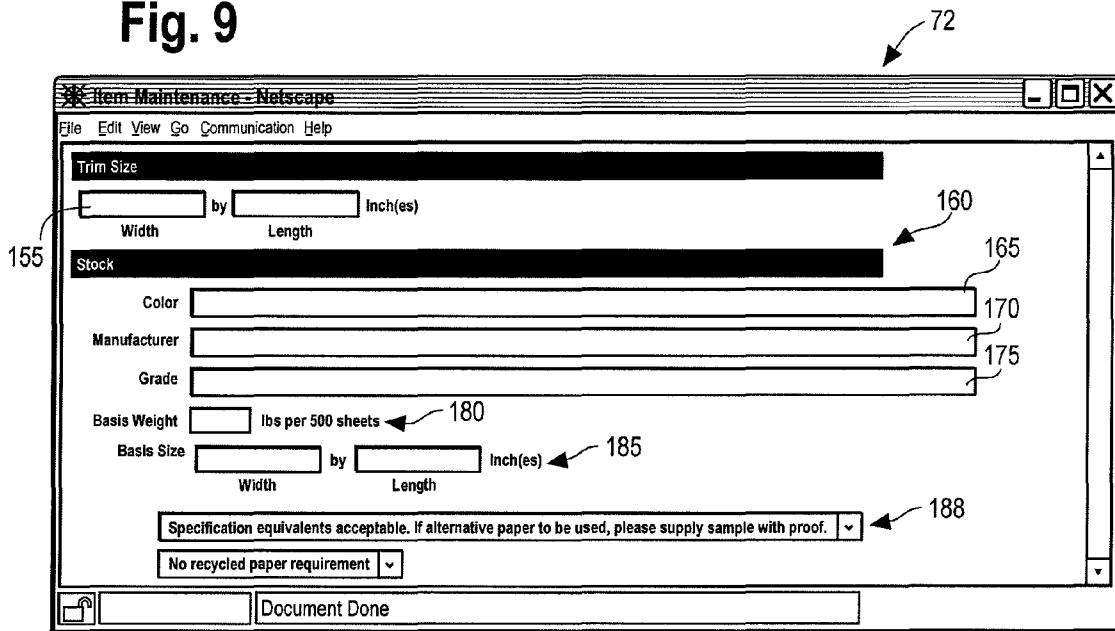 Fig. 9
72
Item Maintenance - Netscape
File Edit View Go Communication Help
Trim Size
by Inch(es)
155
Width Length
160
Stock
165
Color
170
Manufacturer
175
Grade
Basis Weight lbs per 500 sheets 180
Basis Size by Inch(es) 185
Width Length
188
Specification equivalents acceptable. If alternative paper to be used, please supply sample with proof.
No recycled paper requirement
Document Done